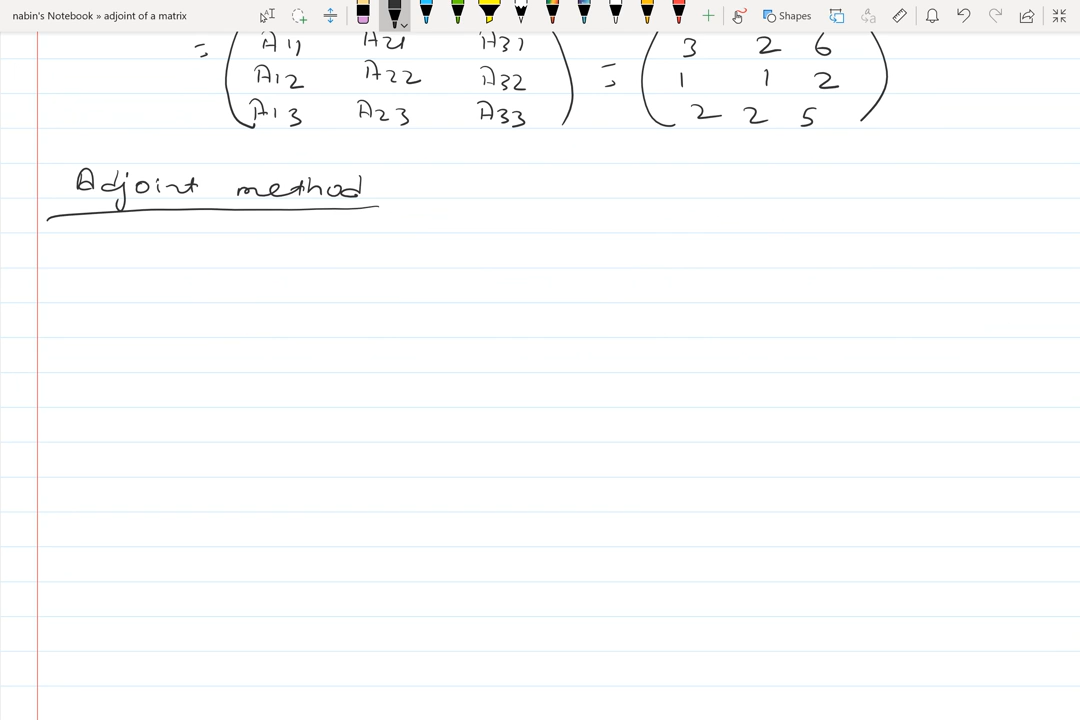 nabin's Notebook » adjoint of a matrix Shapes
= ( A11 A21 A31 ) = ( 3 2 6 )
A12 A22 A32 1 1 2
A13 A23 A33 2 2 5
Adjoint method